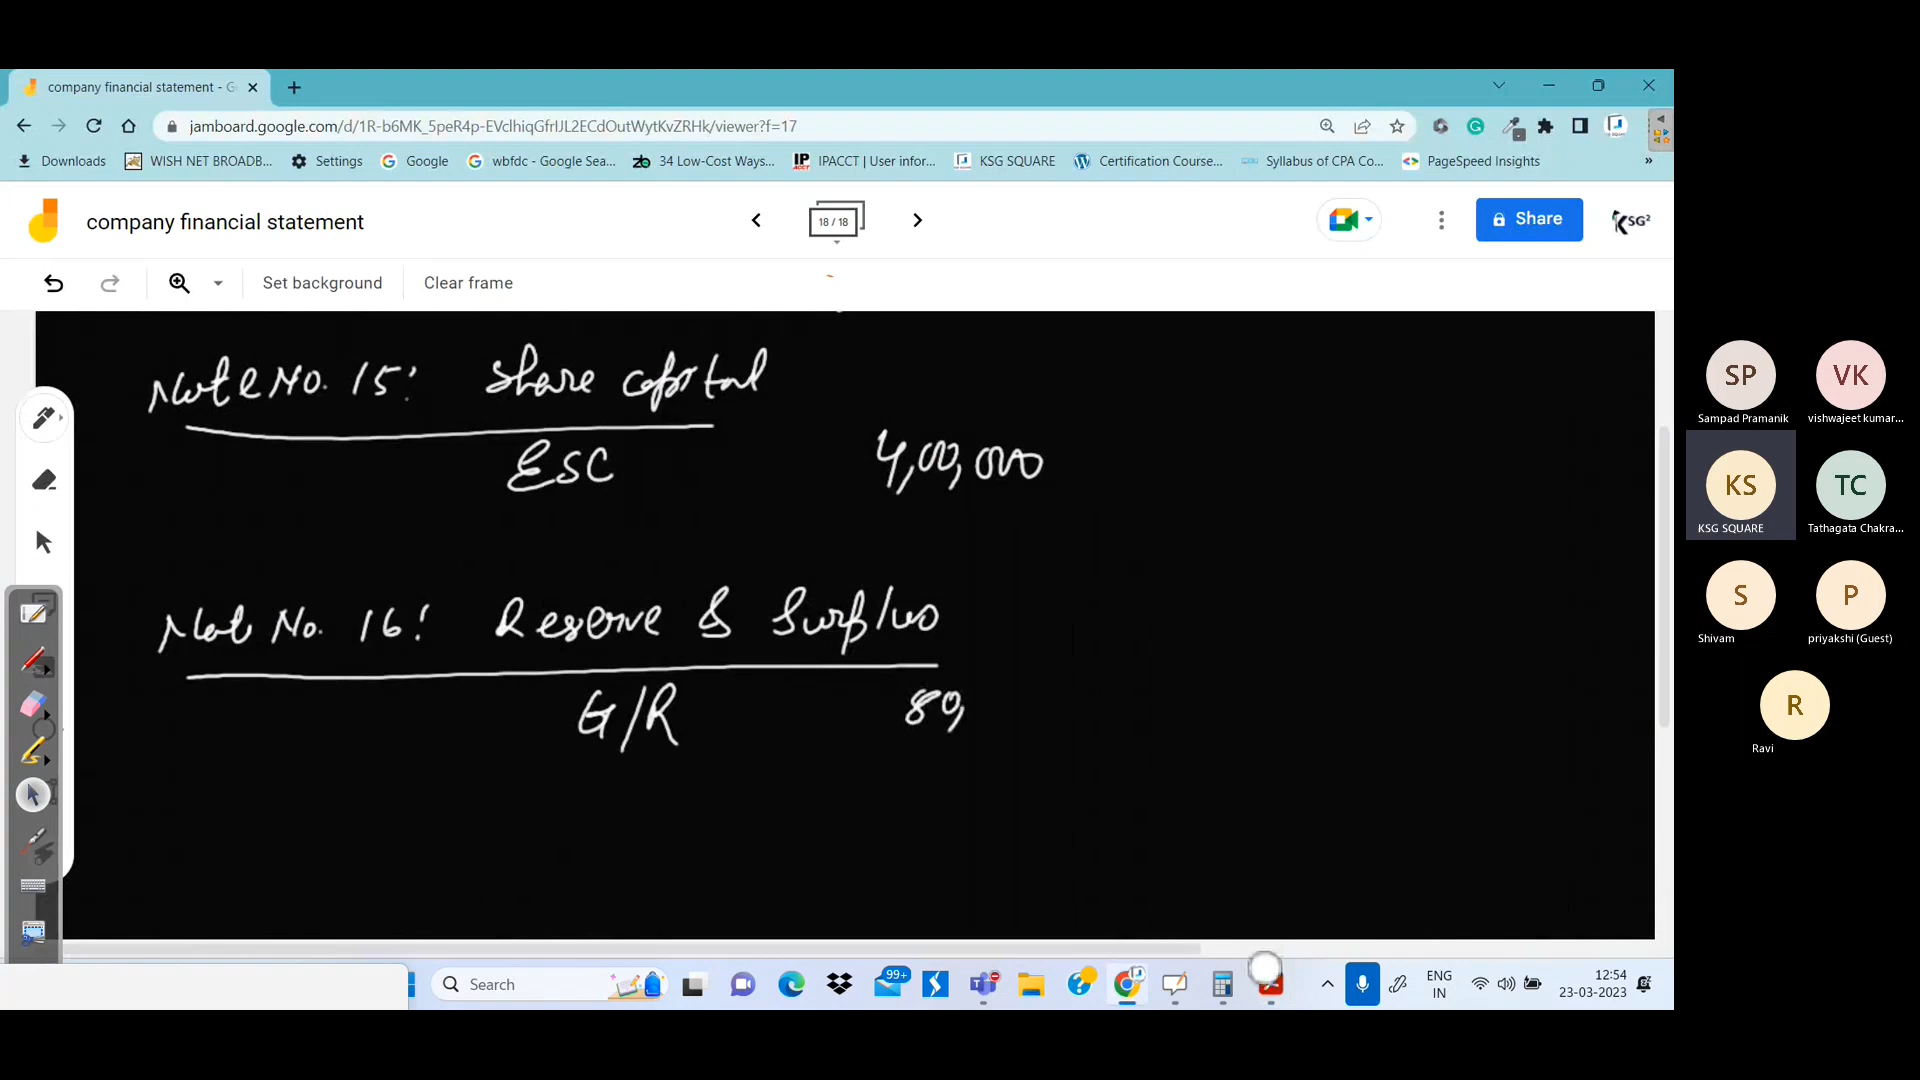 company financial statement - G
jamboard.google.com/d/1R-b6MK_5peR4p-EVclhiqGfrIJL2ECdOutWytKvZRHk/viewer?f=17
Downloads WISH NET BROADB... Settings Google wbfdc - Google Sea... 34 Low-Cost Ways... IPACCT | User infor... KSG SQUARE Certification Course... Syllabus of CPA Co... PageSpeed Insights »
company financial statement 18 / 18 Share KSG²
Set background Clear frame
Note No. 15: Share capital
ESC 4,00,000
Note No. 16: Reserve & Surplus
G/R 80,
SP VK
Sampad Pramanik vishwajeet kumar...
KS TC
KSG SQUARE Tathagata Chakra...
S P
Shivam priyakshi (Guest)
R
Ravi
Search 99+ ENG IN 12:54 23-03-2023